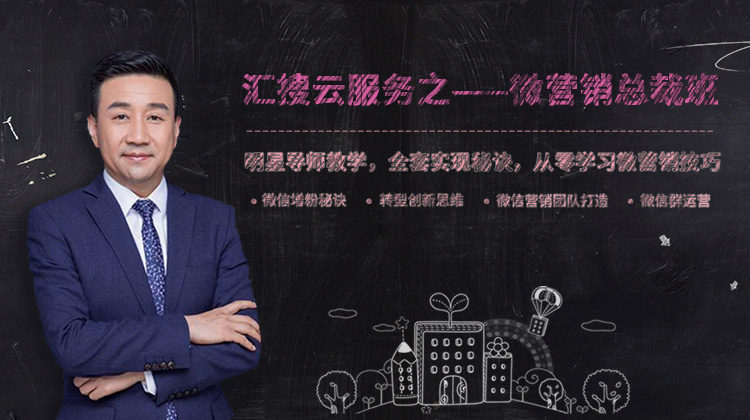 汇搜云服务之——微营销总裁班
明星导师教学，全套实现秘诀，从零学习微营销技巧
• 微信增粉秘诀 • 转型创新思维 • 微信营销团队打造 • 微信群运营